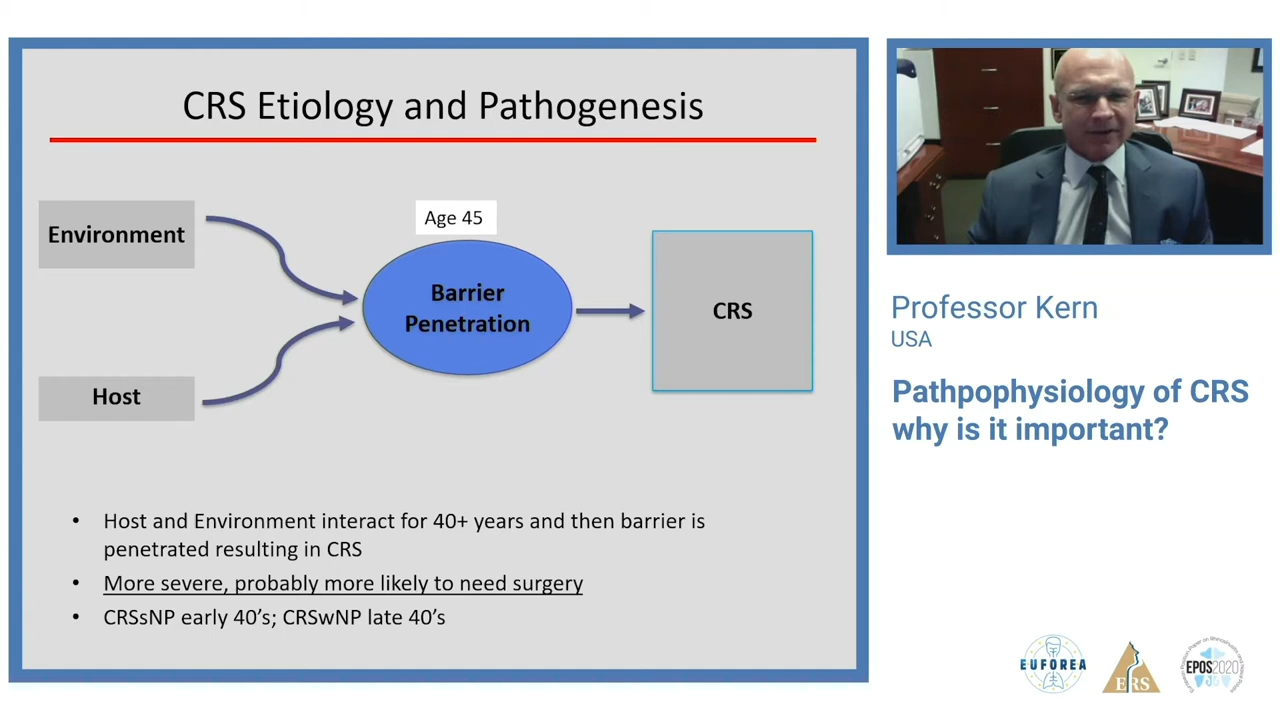 CRS Etiology and Pathogenesis
Environment
Age 45
Barrier
Penetration
CRS
Host
• Host and Environment interact for 40+ years and then barrier is
penetrated resulting in CRS
• More severe, probably more likely to need surgery
• CRSsNP early 40’s; CRSwNP late 40’s
Professor Kern
USA
Pathpophysiology of CRS
why is it important?
EUFOREA
ERS
EPOS2020